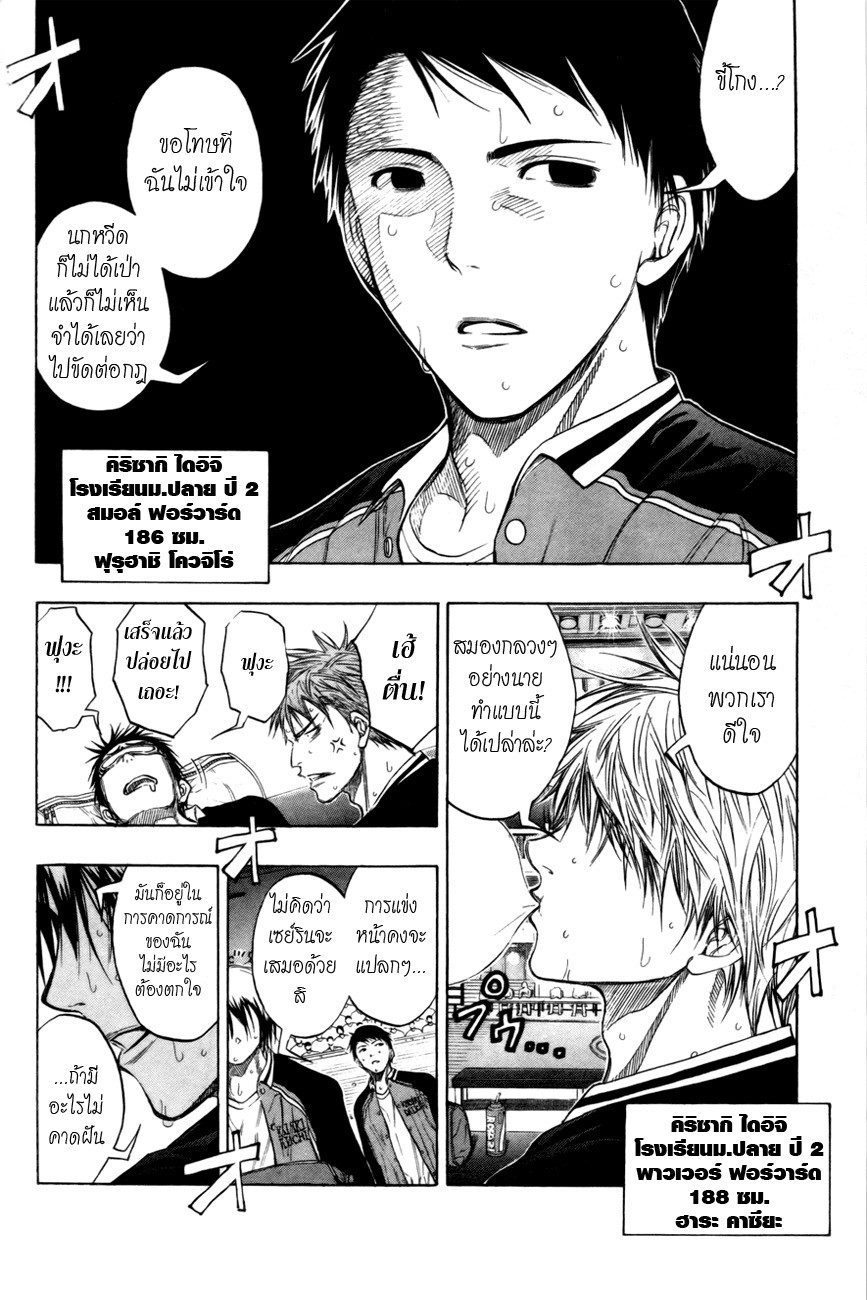 ขี้โกง...?
ขอโทษที
ฉันไม่เข้าใจ
นกหวีด
ก็ไม่ได้เป่า
แล้วก็ไม่เห็น
จำได้เลยว่า
ไปขัดต่อกฎ
คิริซากิ ไดอิจิ
โรงเรียนม.ปลาย ปี 2
สมอล์ ฟอร์วาร์ด
186 ซม.
ฟุรุฮาชิ โควจิโร่
オ
オ
เฮ้
ตื่น!
ฟุงะ
เสร็จแล้ว
ปล่อยไป
เถอะ!
ฟุงะ
!!!
แน่นอน
พวกเรา
ดีใจ
สมองกลวงๆ
อย่างนาย
ทำแบบนี้
ได้เปล่าล่ะ?
プゥ...
คิริซากิ ไดอิจิ
โรงเรียนม.ปลาย ปี 2
พาวเวอร์ ฟอร์วาร์ด
188 ซม.
ฮาระ คาซึยะ
オ
オ
การแข่ง
หน้าคงจะ
แปลกๆ...
ไม่คิดว่า
เซย์รินจะ
เสมอด้วย
สิ
มันก็อยู่ใน
การคาดการณ์
ของฉัน
ไม่มีอะไร
ต้องตกใจ
...ถ้ามี
อะไรไม่
คาดฝัน
オ